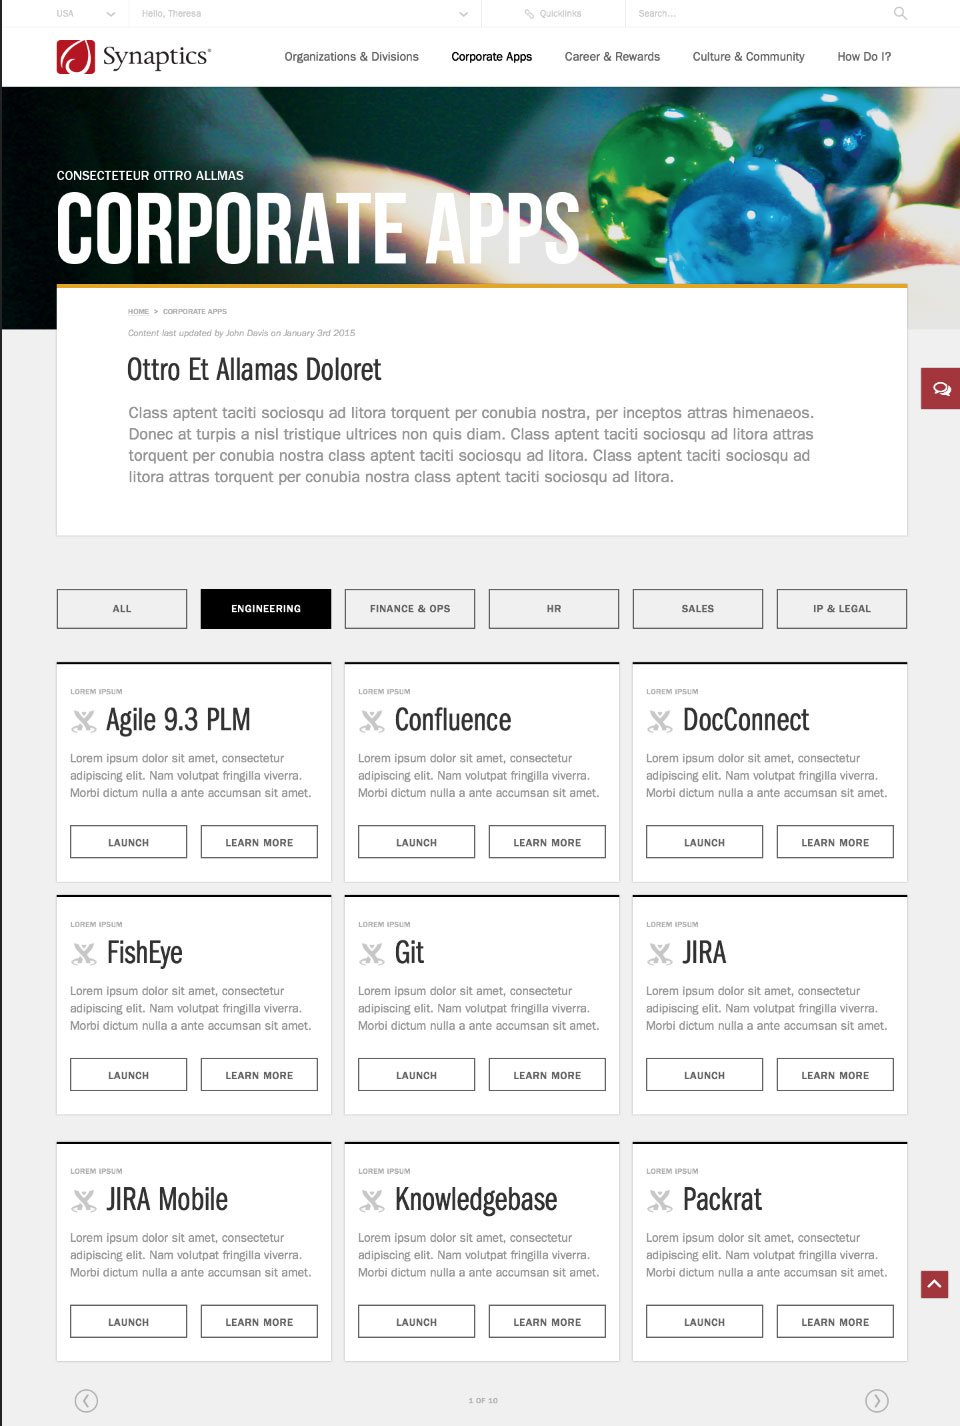 USA
Hello, Theresa
Quicklinks
Search...
Synaptics®
Organizations & Divisions
Corporate Apps
Career & Rewards
Culture & Community
How Do I?
CONSECTETEUR OTTRO ALLMAS
CORPORATE APPS
HOME > CORPORATE APPS
Content last updated by John Davis on January 3rd 2015
Ottro Et Allamas Doloret
Class aptent taciti sociosqu ad litora torquent per conubia nostra, per inceptos attras himenaeos.
Donec at turpis a nisl tristique ultrices non quis diam. Class aptent taciti sociosqu ad litora attras
torquent per conubia nostra class aptent taciti sociosqu ad litora. Class aptent taciti sociosqu ad
litora attras torquent per conubia nostra class aptent taciti sociosqu ad litora.
ALL
ENGINEERING
FINANCE & OPS
HR
SALES
IP & LEGAL
LOREM IPSUM
Agile 9.3 PLM
Lorem ipsum dolor sit amet, consectetur
adipiscing elit. Nam volutpat fringilla viverra.
Morbi dictum nulla a ante accumsan sit amet.
LAUNCH
LEARN MORE
LOREM IPSUM
Confluence
Lorem ipsum dolor sit amet, consectetur
adipiscing elit. Nam volutpat fringilla viverra.
Morbi dictum nulla a ante accumsan sit amet.
LAUNCH
LEARN MORE
LOREM IPSUM
DocConnect
Lorem ipsum dolor sit amet, consectetur
adipiscing elit. Nam volutpat fringilla viverra.
Morbi dictum nulla a ante accumsan sit amet.
LAUNCH
LEARN MORE
LOREM IPSUM
FishEye
Lorem ipsum dolor sit amet, consectetur
adipiscing elit. Nam volutpat fringilla viverra.
Morbi dictum nulla a ante accumsan sit amet.
LAUNCH
LEARN MORE
LOREM IPSUM
Git
Lorem ipsum dolor sit amet, consectetur
adipiscing elit. Nam volutpat fringilla viverra.
Morbi dictum nulla a ante accumsan sit amet.
LAUNCH
LEARN MORE
LOREM IPSUM
JIRA
Lorem ipsum dolor sit amet, consectetur
adipiscing elit. Nam volutpat fringilla viverra.
Morbi dictum nulla a ante accumsan sit amet.
LAUNCH
LEARN MORE
LOREM IPSUM
JIRA Mobile
Lorem ipsum dolor sit amet, consectetur
adipiscing elit. Nam volutpat fringilla viverra.
Morbi dictum nulla a ante accumsan sit amet.
LAUNCH
LEARN MORE
LOREM IPSUM
Knowledgebase
Lorem ipsum dolor sit amet, consectetur
adipiscing elit. Nam volutpat fringilla viverra.
Morbi dictum nulla a ante accumsan sit amet.
LAUNCH
LEARN MORE
LOREM IPSUM
Packrat
Lorem ipsum dolor sit amet, consectetur
adipiscing elit. Nam volutpat fringilla viverra.
Morbi dictum nulla a ante accumsan sit amet.
LAUNCH
LEARN MORE
1 OF 10